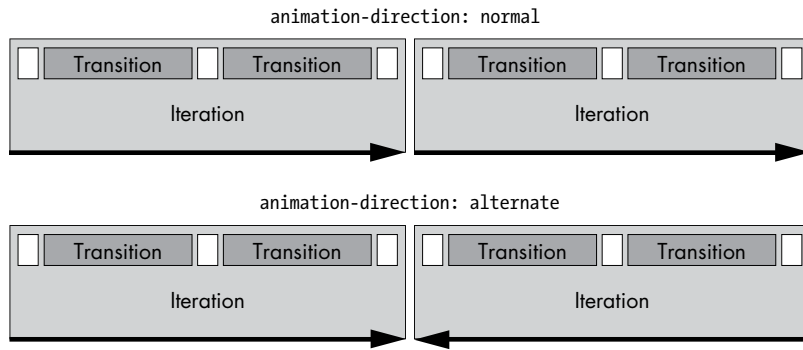 animation-direction: normal
Transition Transition Transition Transition
Iteration Iteration
animation-direction: alternate
Transition Transition Transition Transition
Iteration Iteration